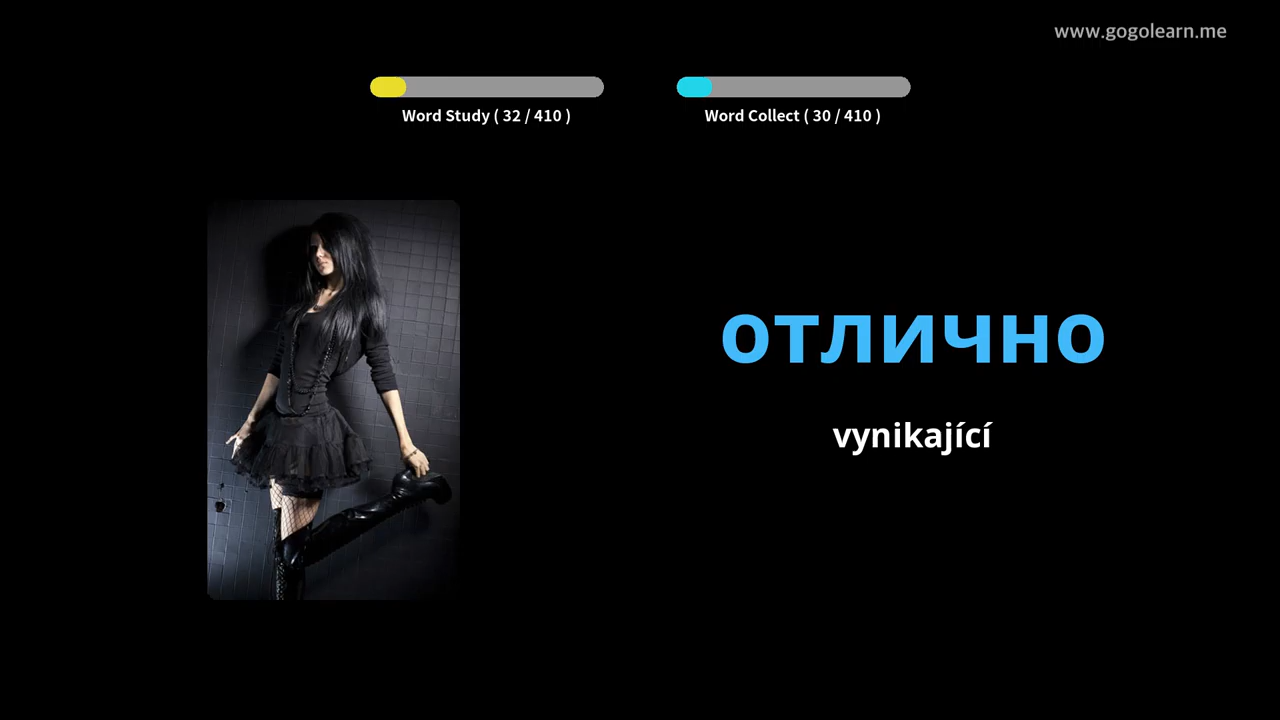 www.gogolearn.me
Word Study ( 32 / 410 )
Word Collect ( 30 / 410 )
отлично
vynikající